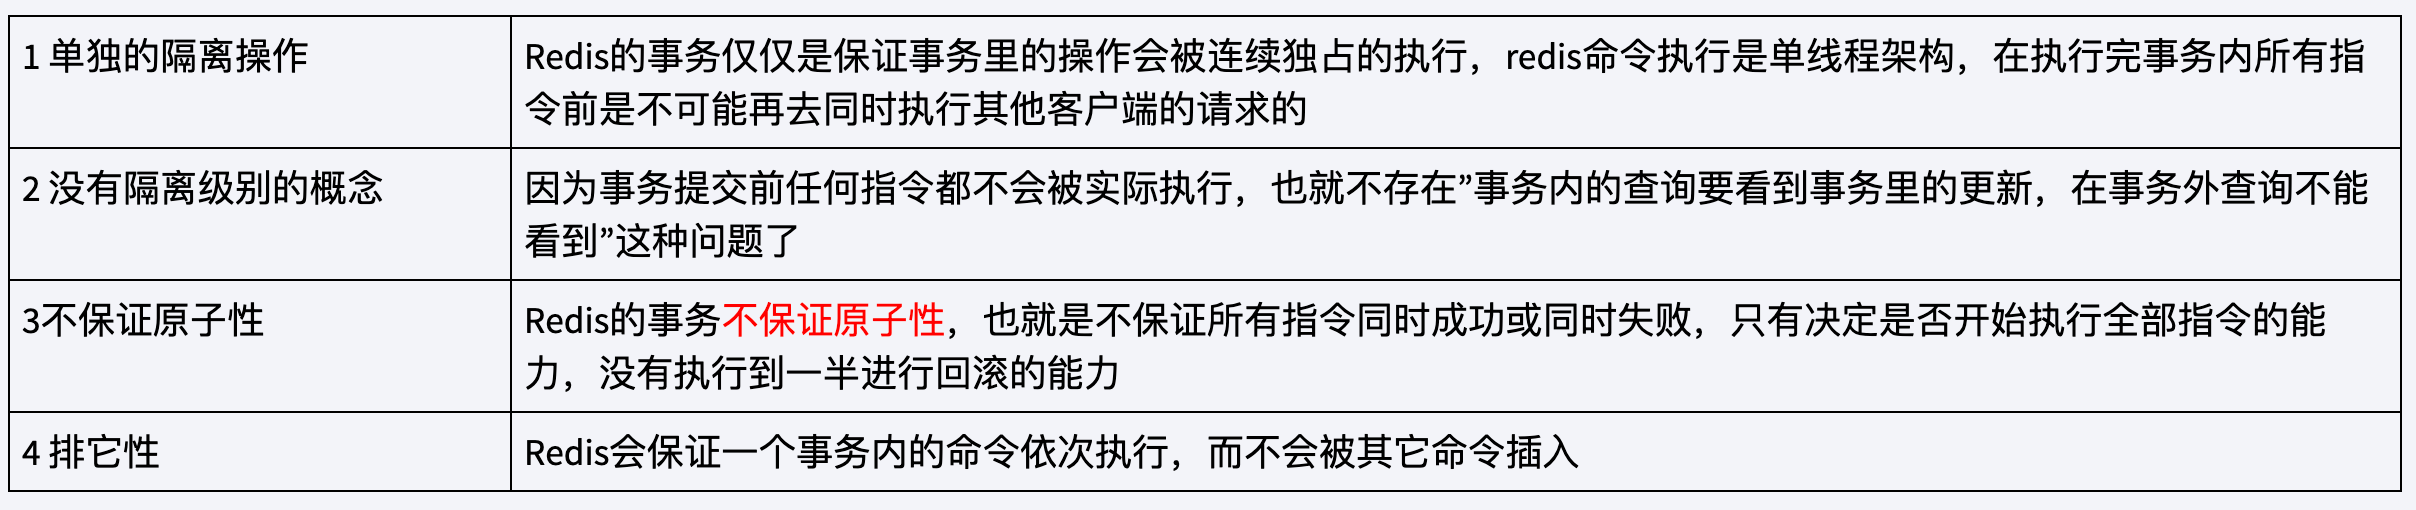 1 单独的隔离操作
Redis的事务仅仅是保证事务里的操作会被连续独占的执行，redis命令执行是单线程架构，在执行完事务内所有指
令前是不可能再去同时执行其他客户端的请求的
2 没有隔离级别的概念
因为事务提交前任何指令都不会被实际执行，也就不存在”事务内的查询要看到事务里的更新，在事务外查询不能
看到”这种问题了
3不保证原子性
Redis的事务不保证原子性，也就是不保证所有指令同时成功或同时失败，只有决定是否开始执行全部指令的能
力，没有执行到一半进行回滚的能力
4 排它性
Redis会保证一个事务内的命令依次执行，而不会被其它命令插入